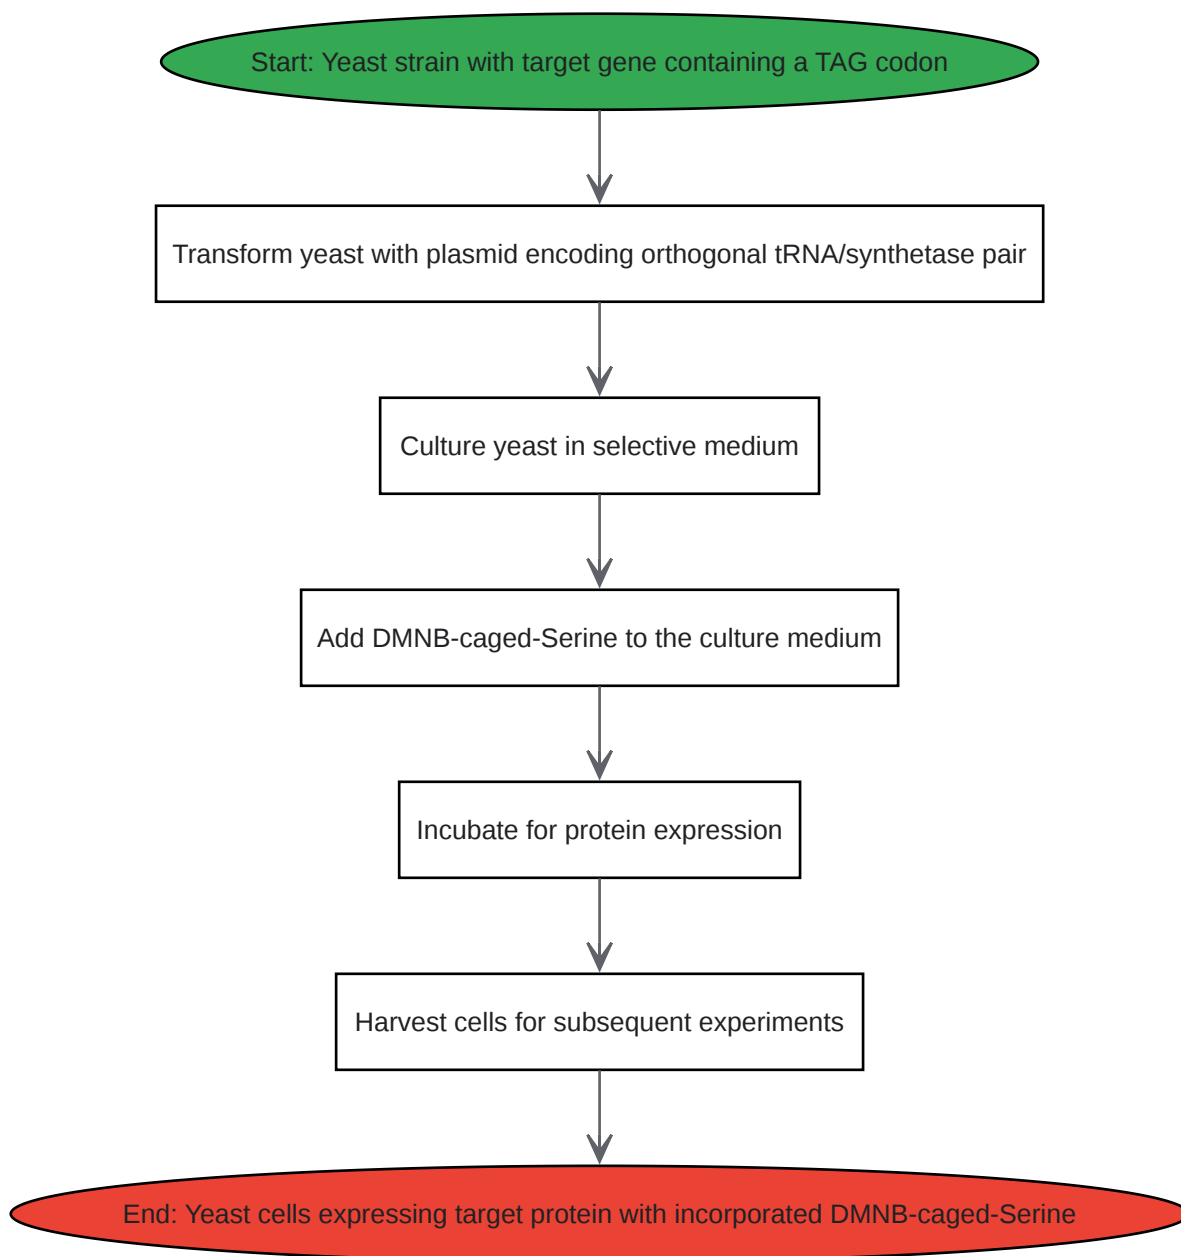 Start: Yeast strain with target gene containing a TAG codon
Transform yeast with plasmid encoding orthogonal tRNA/synthetase pair
Culture yeast in selective medium
Add DMNB-caged-Serine to the culture medium
Incubate for protein expression
Harvest cells for subsequent experiments
End: Yeast cells expressing target protein with incorporated DMNB-caged-Serine